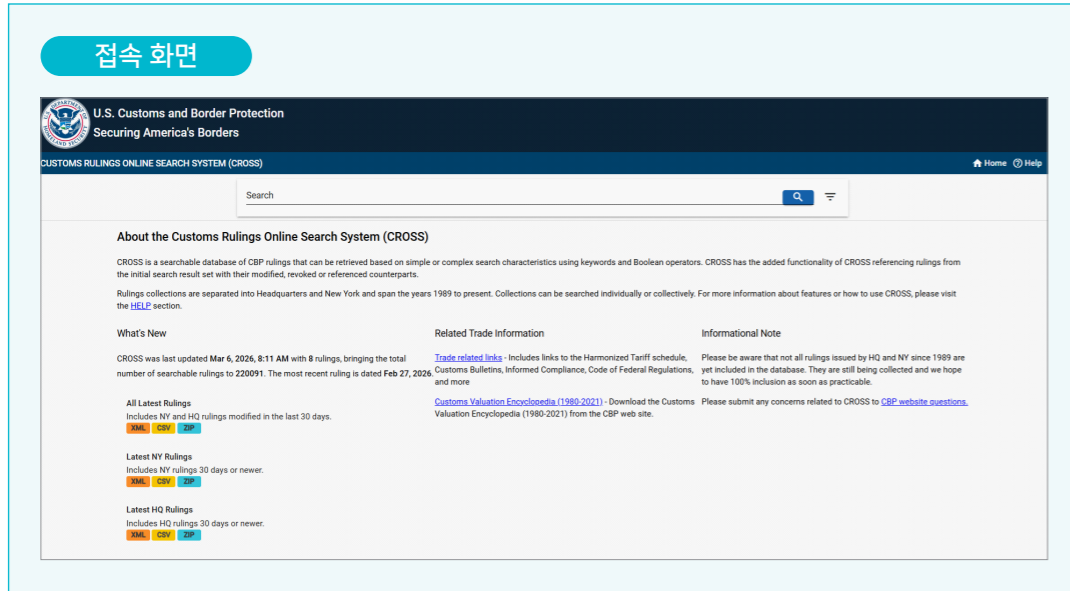 접속 화면
U.S. Customs and Border Protection
Securing America's Borders
CUSTOMS RULINGS ONLINE SEARCH SYSTEM (CROSS)
Home Help
Search
About the Customs Rulings Online Search System (CROSS)
CROSS is a searchable database of CBP rulings that can be retrieved based on simple or complex search characteristics using keywords and Boolean operators. CROSS has the added functionality of CROSS referencing rulings from
the initial search result set with their modified, revoked or referenced counterparts.
Rulings collections are separated into Headquarters and New York and span the years 1989 to present. Collections can be searched individually or collectively. For more information about features or how to use CROSS, please visit
the HELP section.
What's New
CROSS was last updated Mar 6, 2026, 8:11 AM with 8 rulings, bringing the total
number of searchable rulings to 220091. The most recent ruling is dated Feb 27, 2026.
All Latest Rulings
Includes NY and HQ rulings modified in the last 30 days.
XML CSV ZIP
Latest NY Rulings
Includes NY rulings 30 days or newer.
XML CSV ZIP
Latest HQ Rulings
Includes HQ rulings 30 days or newer.
XML CSV ZIP
Related Trade Information
Trade related links - Includes links to the Harmonized Tariff schedule,
Customs Bulletins, Informed Compliance, Code of Federal Regulations,
and more
Customs Valuation Encyclopedia (1980-2021) - Download the Customs
Valuation Encyclopedia (1980-2021) from the CBP web site.
Informational Note
Please be aware that not all rulings issued by HQ and NY since 1989 are
yet included in the database. They are still being collected and we hope
to have 100% inclusion as soon as practicable.
Please submit any concerns related to CROSS to CBP website questions.